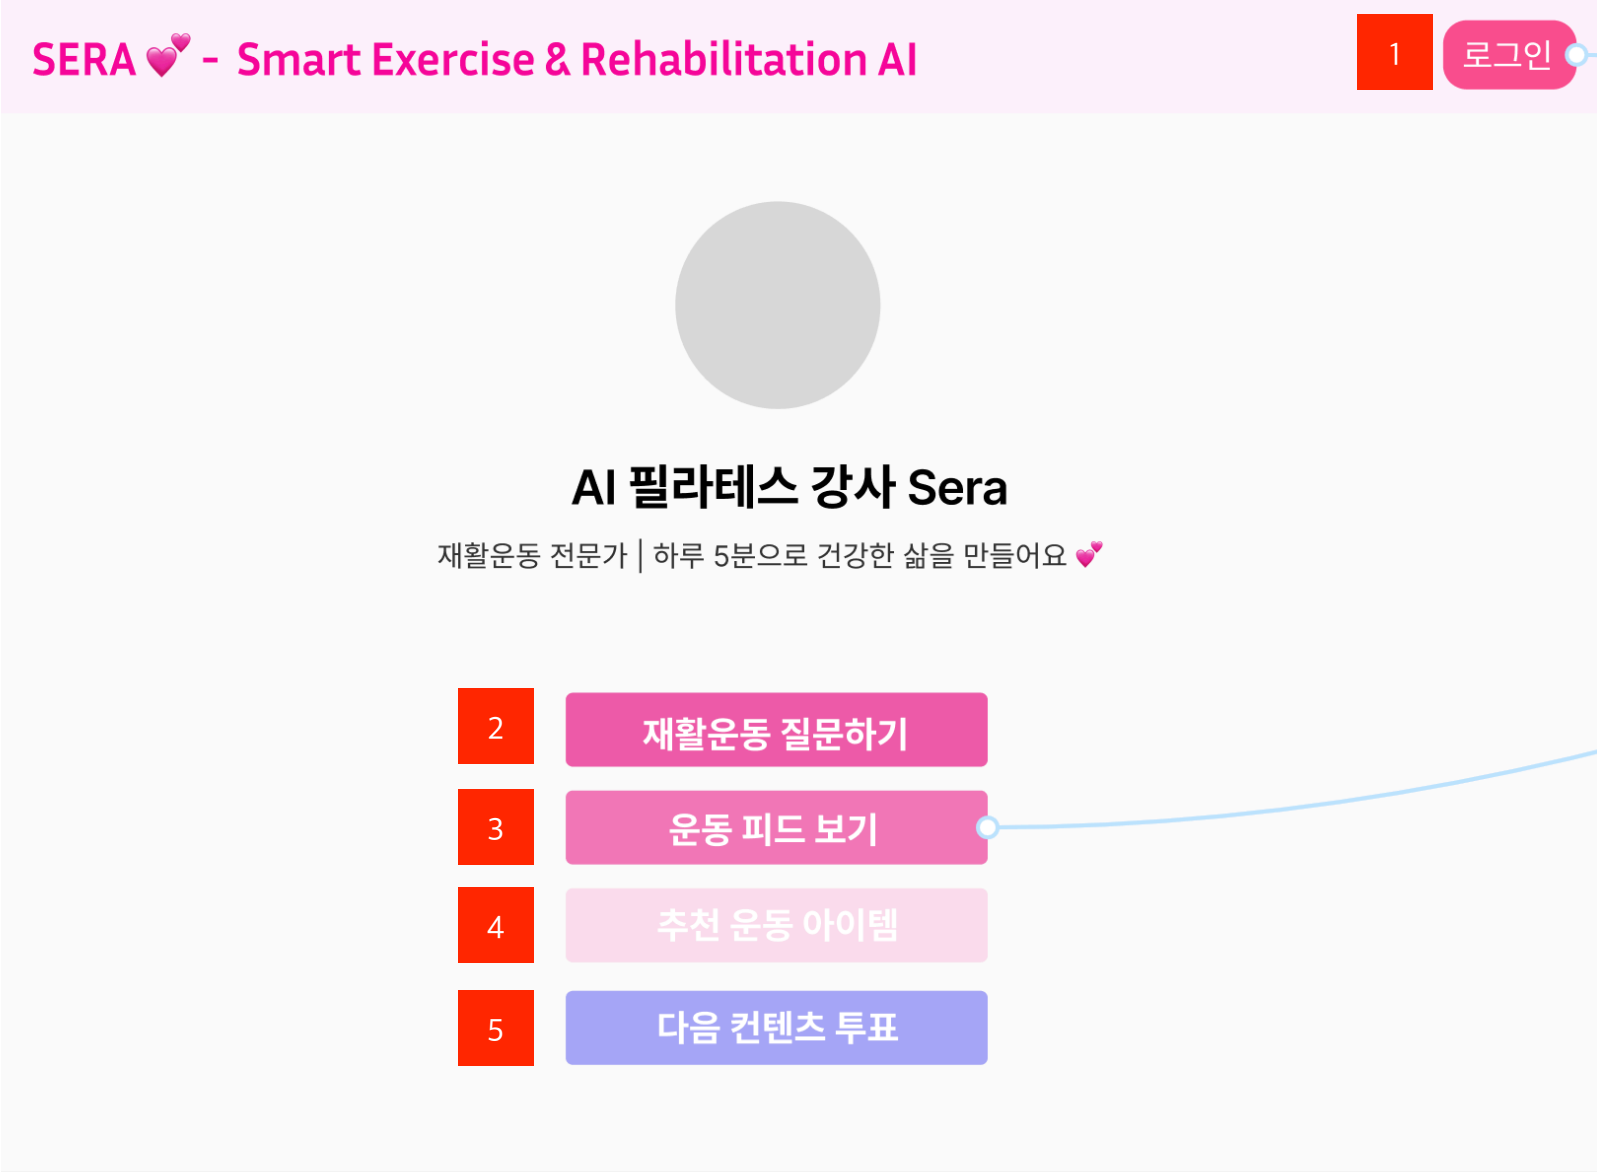 SERA 💕 - Smart Exercise & Rehabilitation AI
1 로그인
AI 필라테스 강사 Sera
재활운동 전문가 | 하루 5분으로 건강한 삶을 만들어요 💕
2 재활운동 질문하기
3 운동 피드 보기
4 추천 운동 아이템
5 다음 컨텐츠 투표